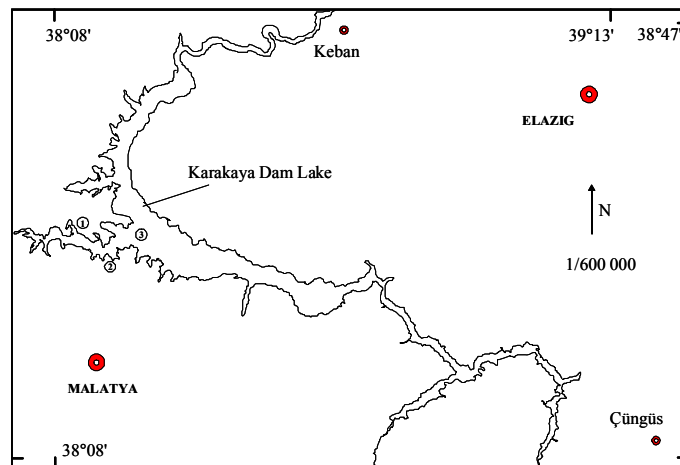 38°08' 39°13' 38°47'
Keban
ELAZIG
Karakaya Dam Lake
N
1
3
2
1/600 000
MALATYA
Çüngüs
38°08'